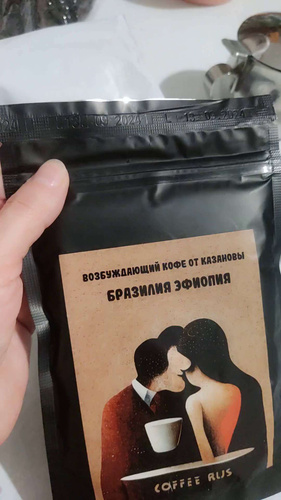 ВОЗБУЖДАЮЩИЙ КОФЕ ОТ КАЗАНОВЫ
БРАЗИЛИЯ ЭФИОПИЯ
COFFEE RUS